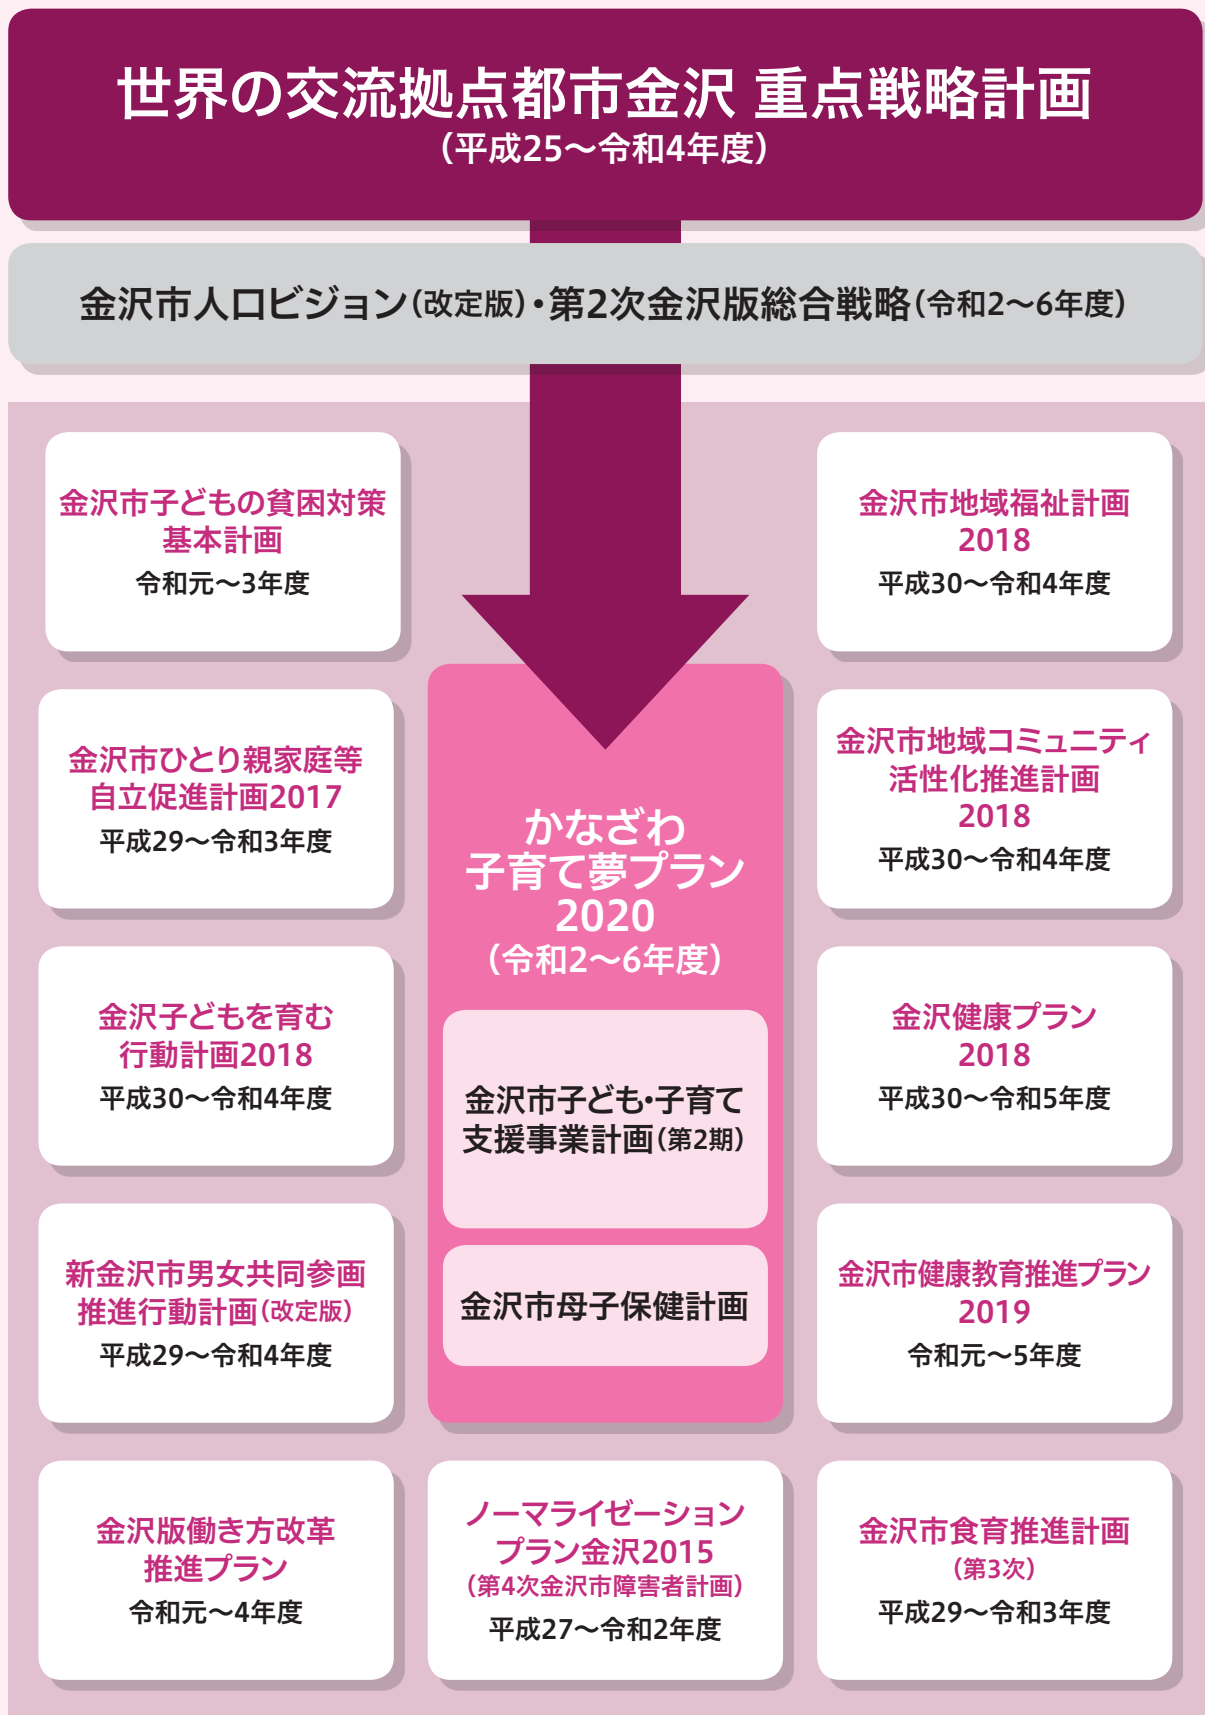 世界の交流拠点都市金沢 重点戦略計画
（平成25～令和4年度）
金沢市人口ビジョン（改定版）・第2次金沢版総合戦略（令和2～6年度）
金沢市子どもの貧困対策
基本計画
令和元～3年度
金沢市ひとり親家庭等
自立促進計画2017
平成29～令和3年度
金沢子どもを育む
行動計画2018
平成30～令和4年度
新金沢市男女共同参画
推進行動計画（改定版）
平成29～令和4年度
金沢版働き方改革
推進プラン
令和元～4年度
かなざわ
子育て夢プラン
2020
（令和2～6年度）
金沢市子ども・子育て
支援事業計画（第2期）
金沢市母子保健計画
ノーマライゼーション
プラン金沢2015
（第4次金沢市障害者計画）
平成27～令和2年度
金沢市地域福祉計画
2018
平成30～令和4年度
金沢市地域コミュニティ
活性化推進計画
2018
平成30～令和4年度
金沢健康プラン
2018
平成30～令和5年度
金沢市健康教育推進プラン
2019
令和元～5年度
金沢市食育推進計画
（第3次）
平成29～令和3年度